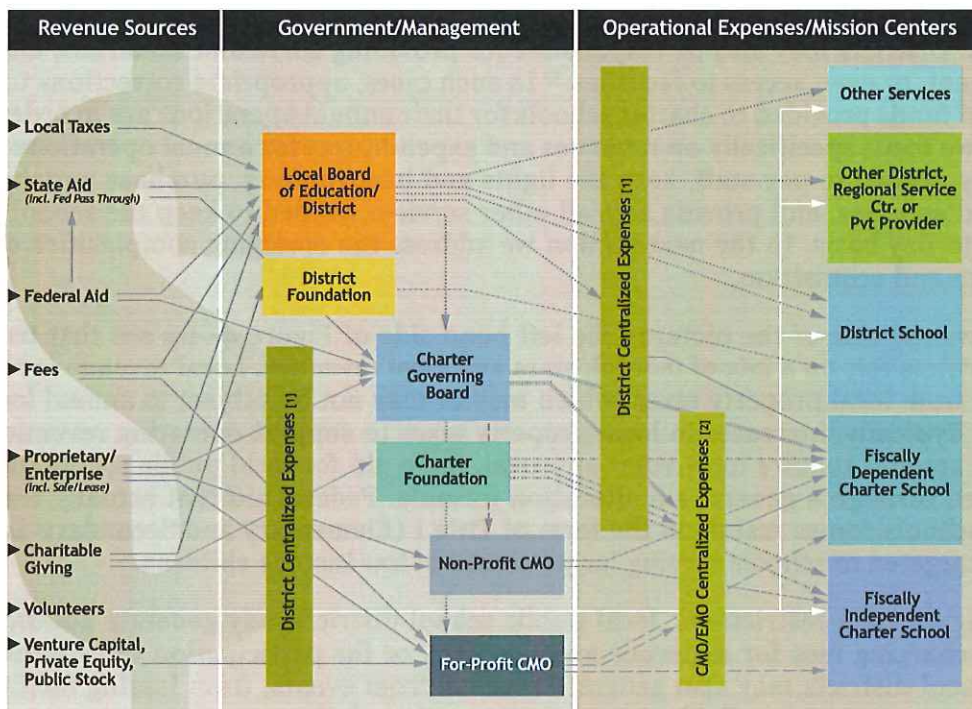 Revenue Sources
Government/Management
Operational Expenses/Mission Centers
Local Taxes
State Aid
(Incl. Fed Pass Through)
Federal Aid
Fees
Proprietary/
Enterprise
(Incl. Sale/Lease)
Charitable
Giving
Volunteers
Venture Capital,
Private Equity,
Public Stock
District Centralized Expenses [1]
Local Board
of Education/
District
District
Foundation
Charter
Governing
Board
Charter
Foundation
Non-Profit CMO
For-Profit CMO
District Centralized Expenses [1]
CMO/EMO Centralized Expenses [2]
Other Services
Other District,
Regional Service
Ctr. or
Pvt Provider
District School
Fiscally
Dependent
Charter School
Fiscally
Independent
Charter School